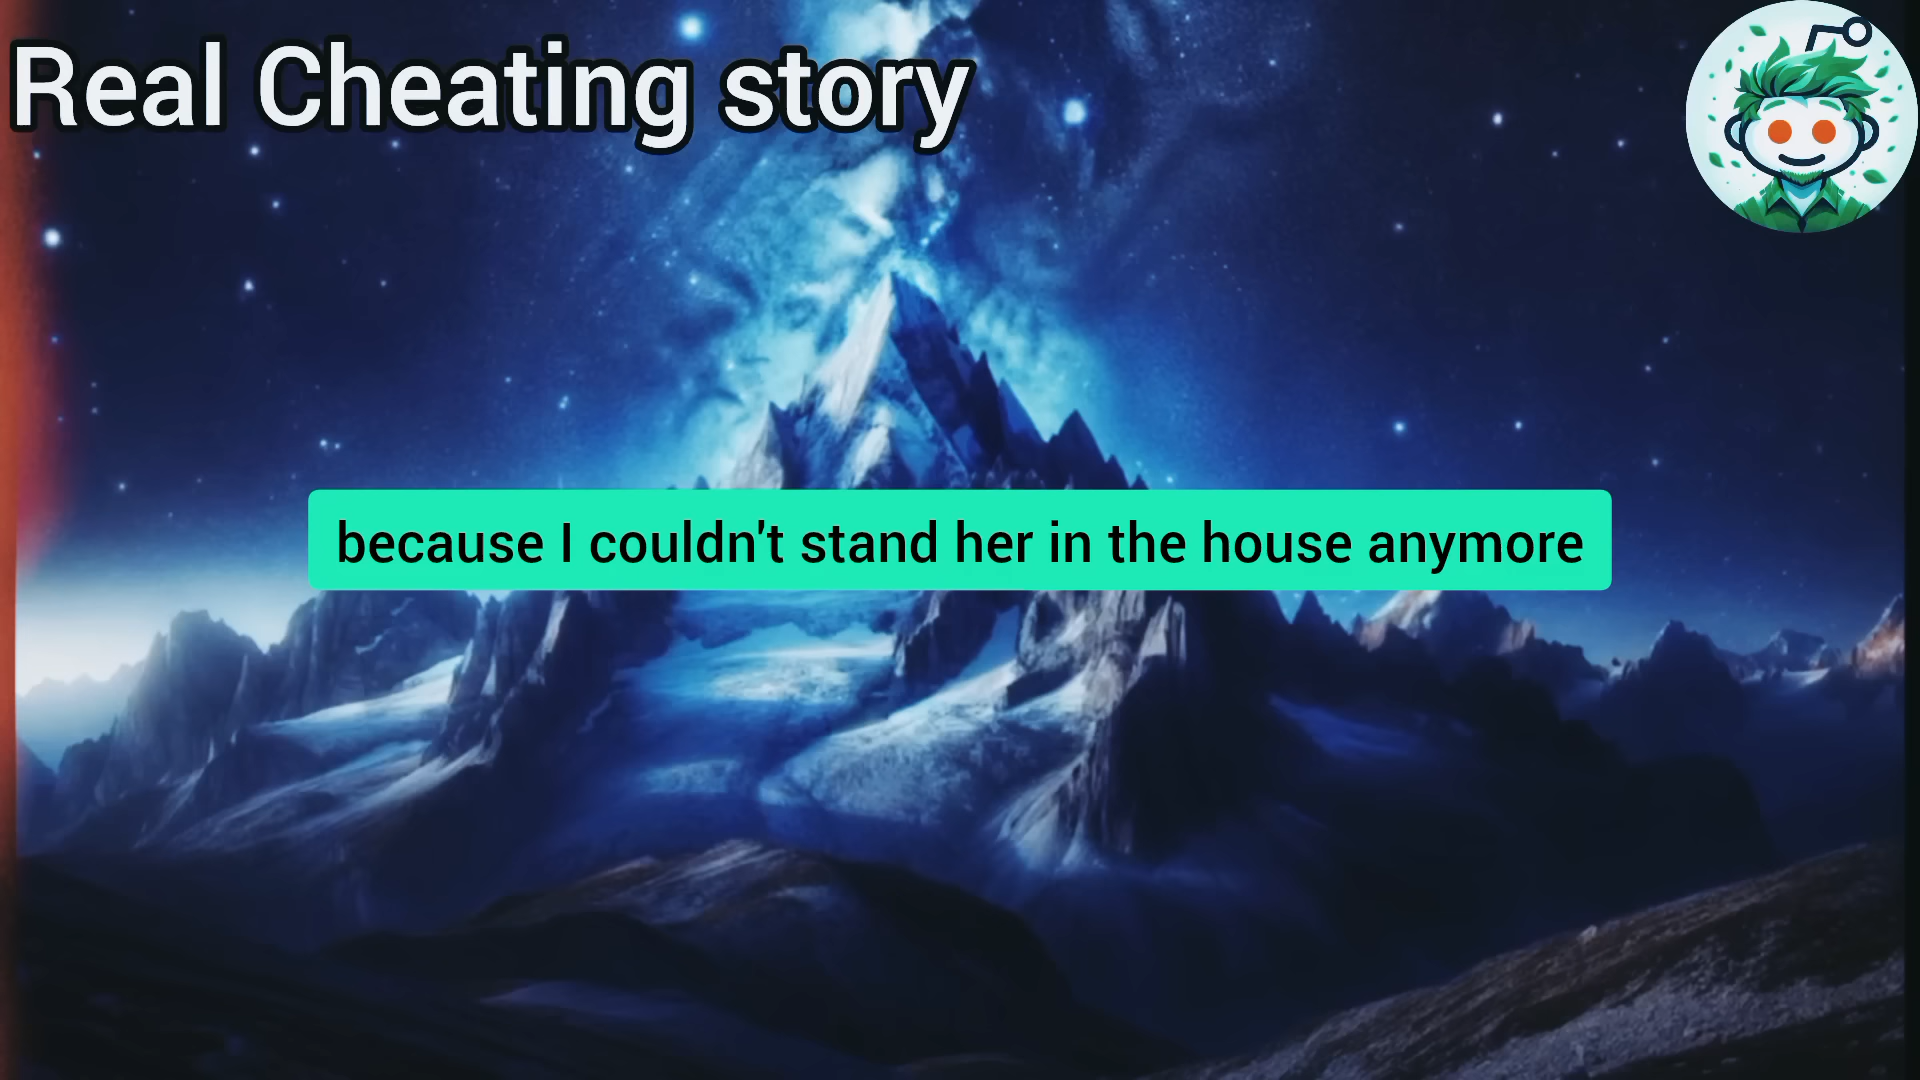 Real Cheating story
because I couldn't stand her in the house anymore